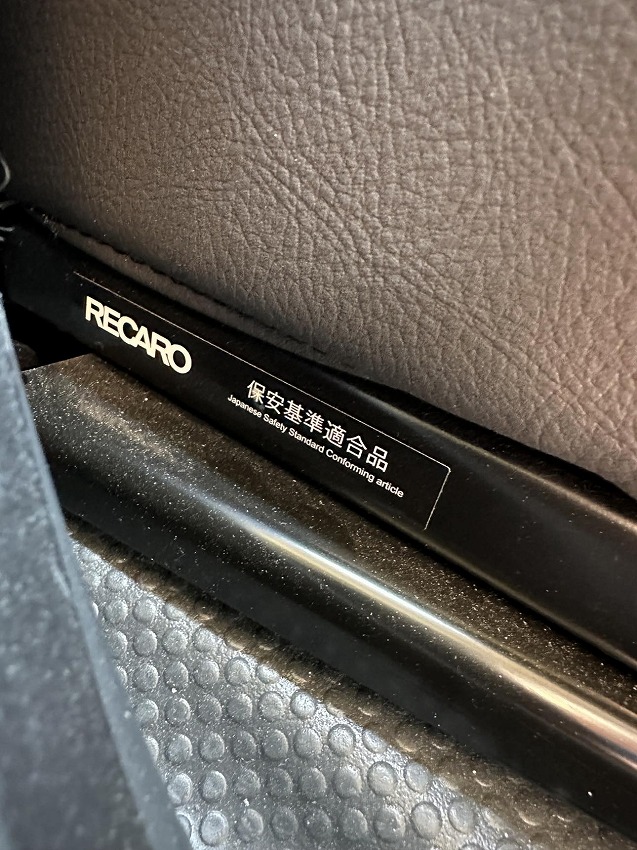 RECARO
保安基準適合品
Japanese Safety Standard Conforming article